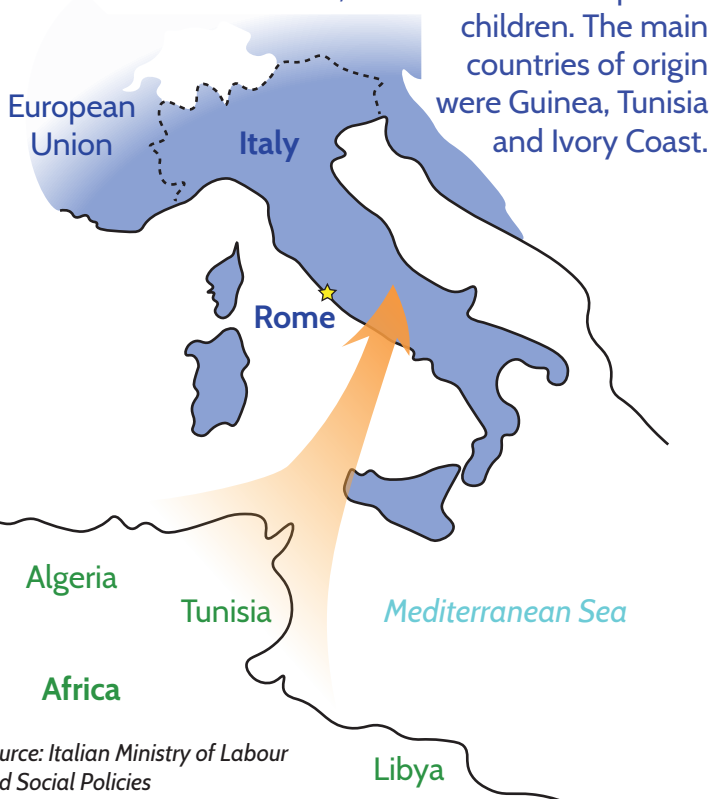 children. The main
countries of origin
were Guinea, Tunisia
and Ivory Coast.
European
Union
Italy
Rome
Algeria
Tunisia
Mediterranean Sea
Africa
urce: Italian Ministry of Labour
d Social Policies
Libya